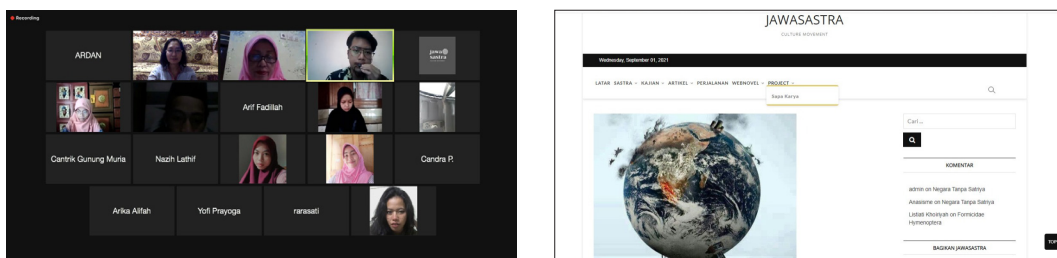 Recording
ARDAN
jawa
sastra
Arif Fadillah
Cantrik Gunung Muria
Nazih Lathif
Candra P.
Arika Alifah
Yofi Prayoga
rarasati
JAWASASTRA
CULTURE MOVEMENT
Wednesday, September 01, 2021
LATAR SASTRA KAJIAN ARTIKEL PERJALANAN WEBNOVEL PROJECT
Sapa Karya
Cari ...
KOMENTAR
admin on Negara Tanpa Satriya
Anasisme on Negara Tanpa Satriya
Listiati Khoiriyah on Formicidae
Hymenoptera
BAGIKAN JAWASASTRA
TOP